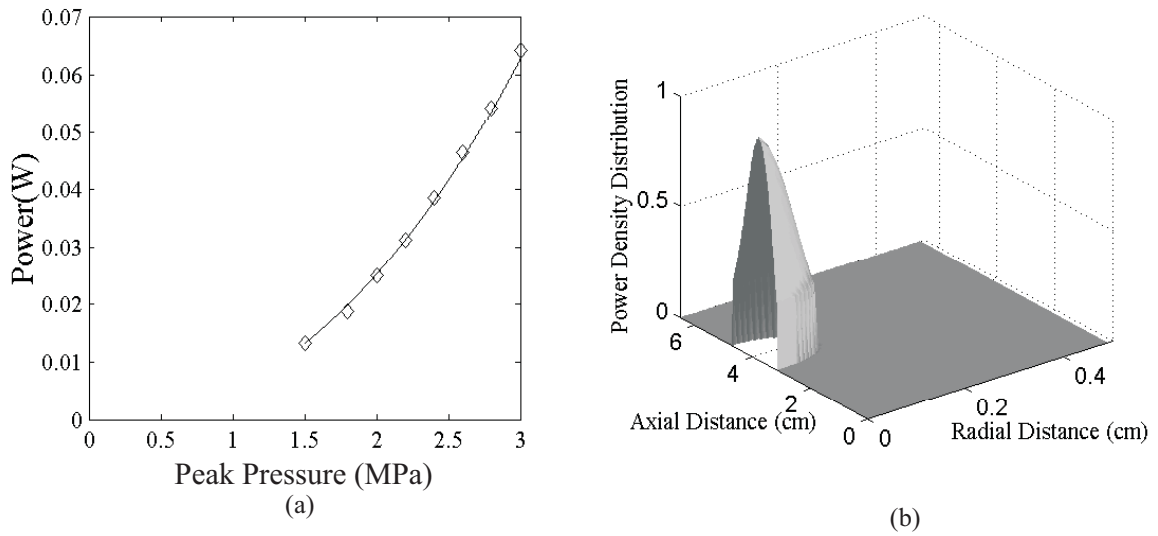 0.07
0.06
0.05
0.04
0.03
0.02
0.01
0
Power(W)
0 0.5 1 1.5 2 2.5 3
Peak Pressure (MPa)
(a)
1
0.5
0
Power Density Distribution
6 4 2 0
Axial Distance (cm)
0 0.2 0.4
Radial Distance (cm)
(b)